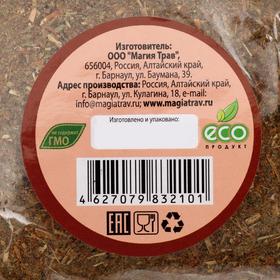 Изготовитель:
ООО "Магия Трав",
656004, Россия, Алтайский край,
г. Барнаул, ул. Баумана, 39.
Адрес производства: Россия, Алтайский край,
г. Барнаул, ул. Кулагина, 18, e-mail:
info@magiatrav.ru, www.magiatrav.ru
Изготовлено и упаковано:
не содержит
ГМО
eco
ПРОДУКТ
4 627079 832101
EAC